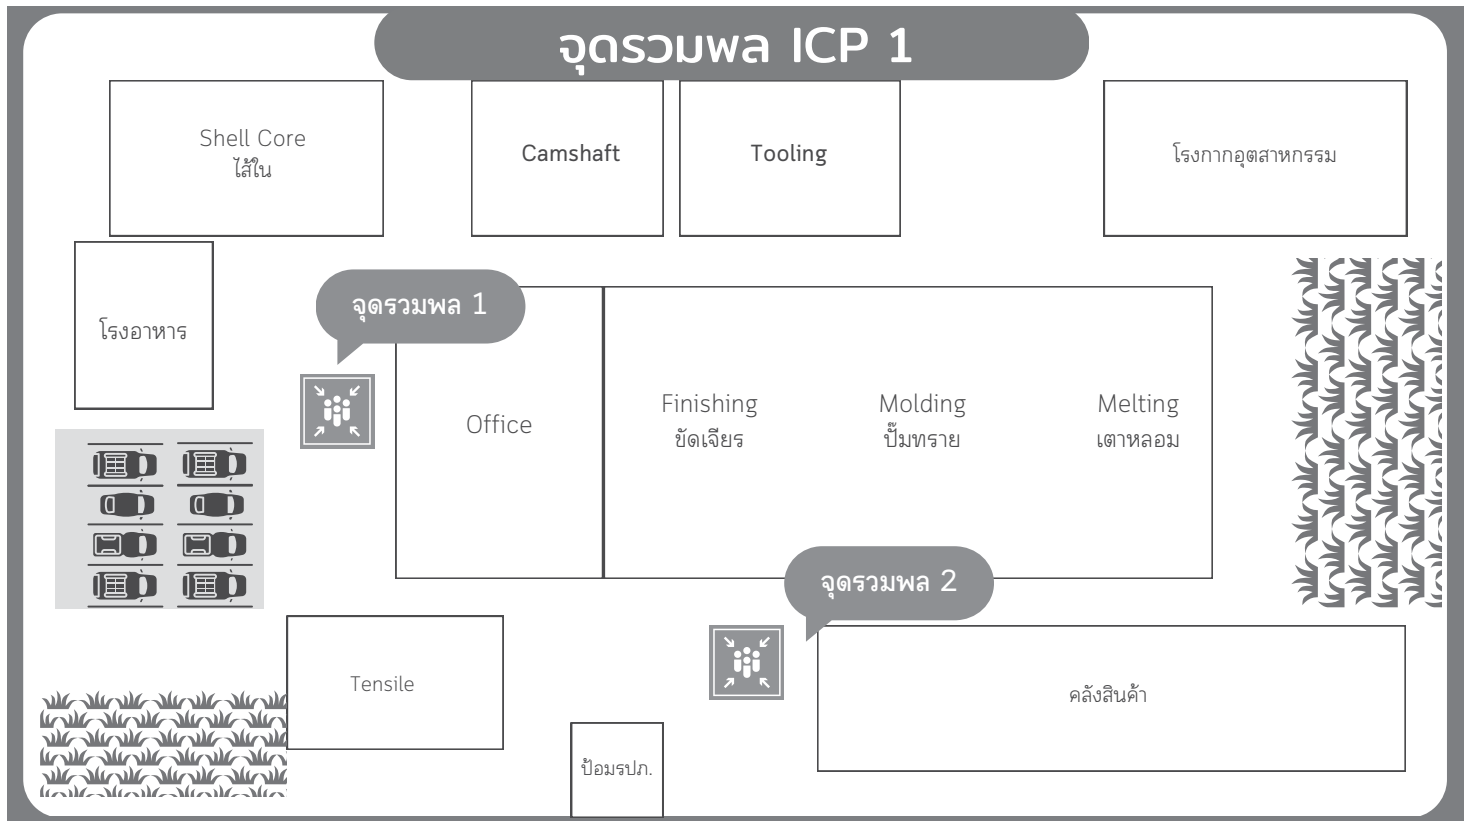 จุดรวมพล ICP 1
Shell Core
ไส้ใน
Camshaft
Tooling
โรงกากอุตสาหกรรม
โรงอาหาร
จุดรวมพล 1
Office
Finishing
ขัดเจียร
Molding
ปั๊มทราย
Melting
เตาหลอม
จุดรวมพล 2
Tensile
คลังสินค้า
ป้อมรปภ.